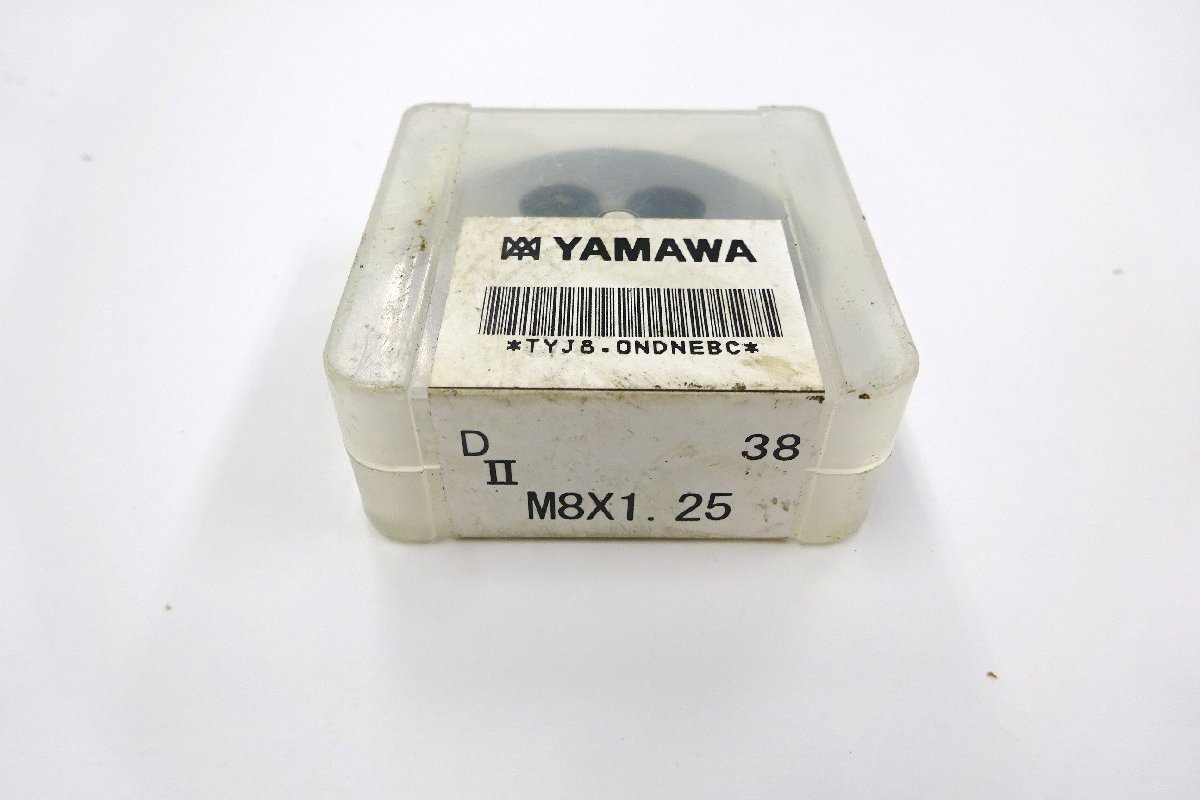 YAMAWA
*TYJ8.0NDNEBC*
D 38
II
M8X1.25